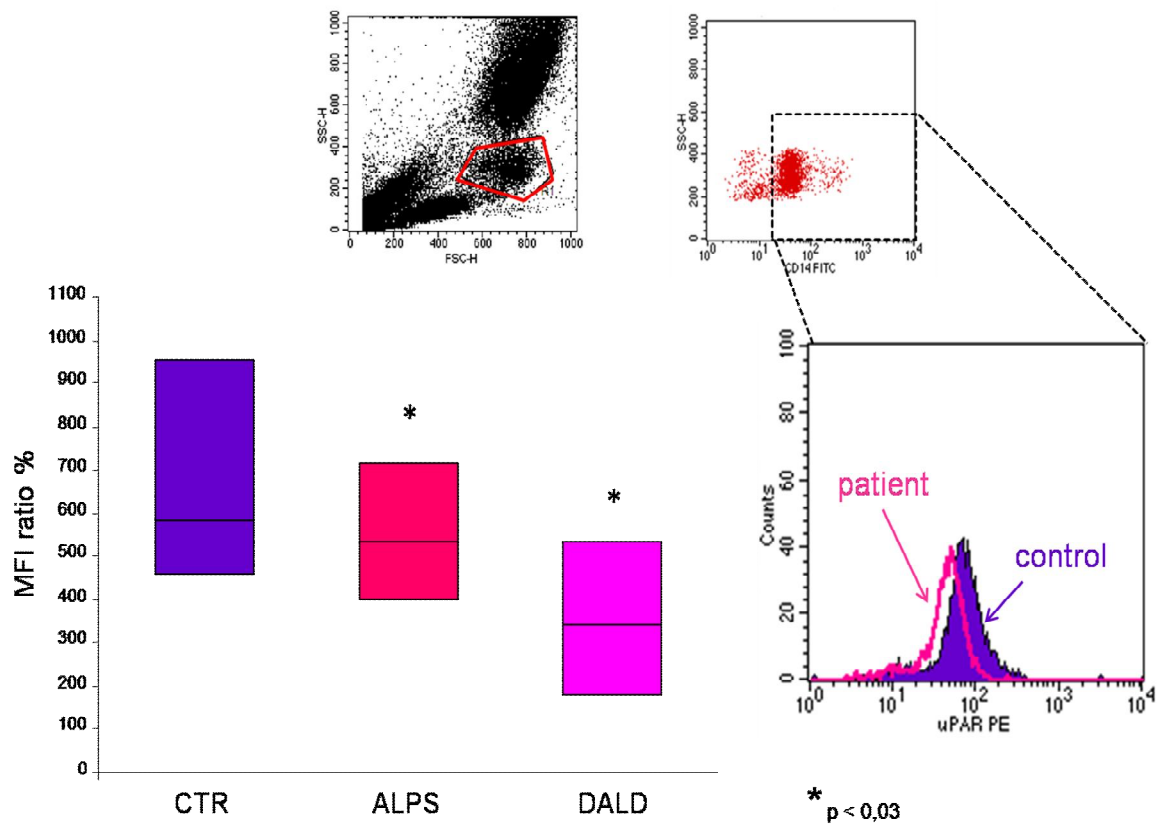 1000
800
600
400
200
0
SSC-H
0 200 400 600 800 1000
FSC-H
1000
800
600
400
200
0
SSC-H
10^0 10^1 10^2 10^3 10^4
CD14 FITC
1100
1000
900
800
700
600
500
400
300
200
100
0
MFI ratio %
*
*
CTR ALPS DALD
100
80
60
40
20
0
Counts
patient
control
10^0 10^1 10^2 10^3 10^4
uPAR PE
* p < 0,03